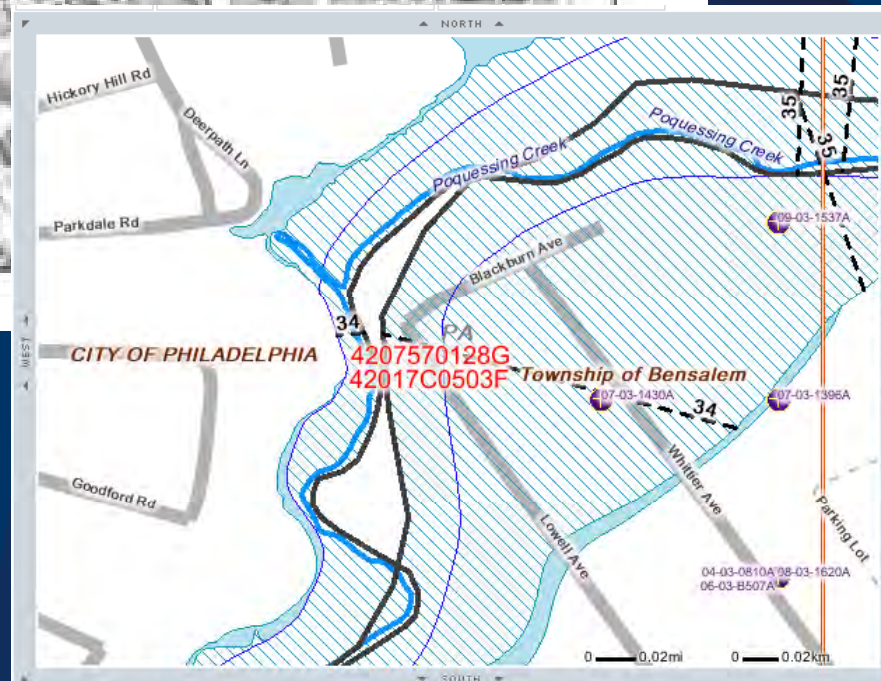 NORTH
Hickory Hill Rd
Deerpath Ln
35
35
35
Poquessing Creek
Poquessing Creek
Parkdale Rd
09-03-1537A
Blackburn Ave
WEST
34
PA
CITY OF PHILADELPHIA
4207570128G
42017C0503F
Township of Bensalem
07-03-1430A
34
07-03-1396A
Goodford Rd
Whittier Ave
Parking Lot
Lowell Ave
04-03-0810A 08-03-1620A
06-03-B507A
0 0.02mi 0 0.02km
SOUTH